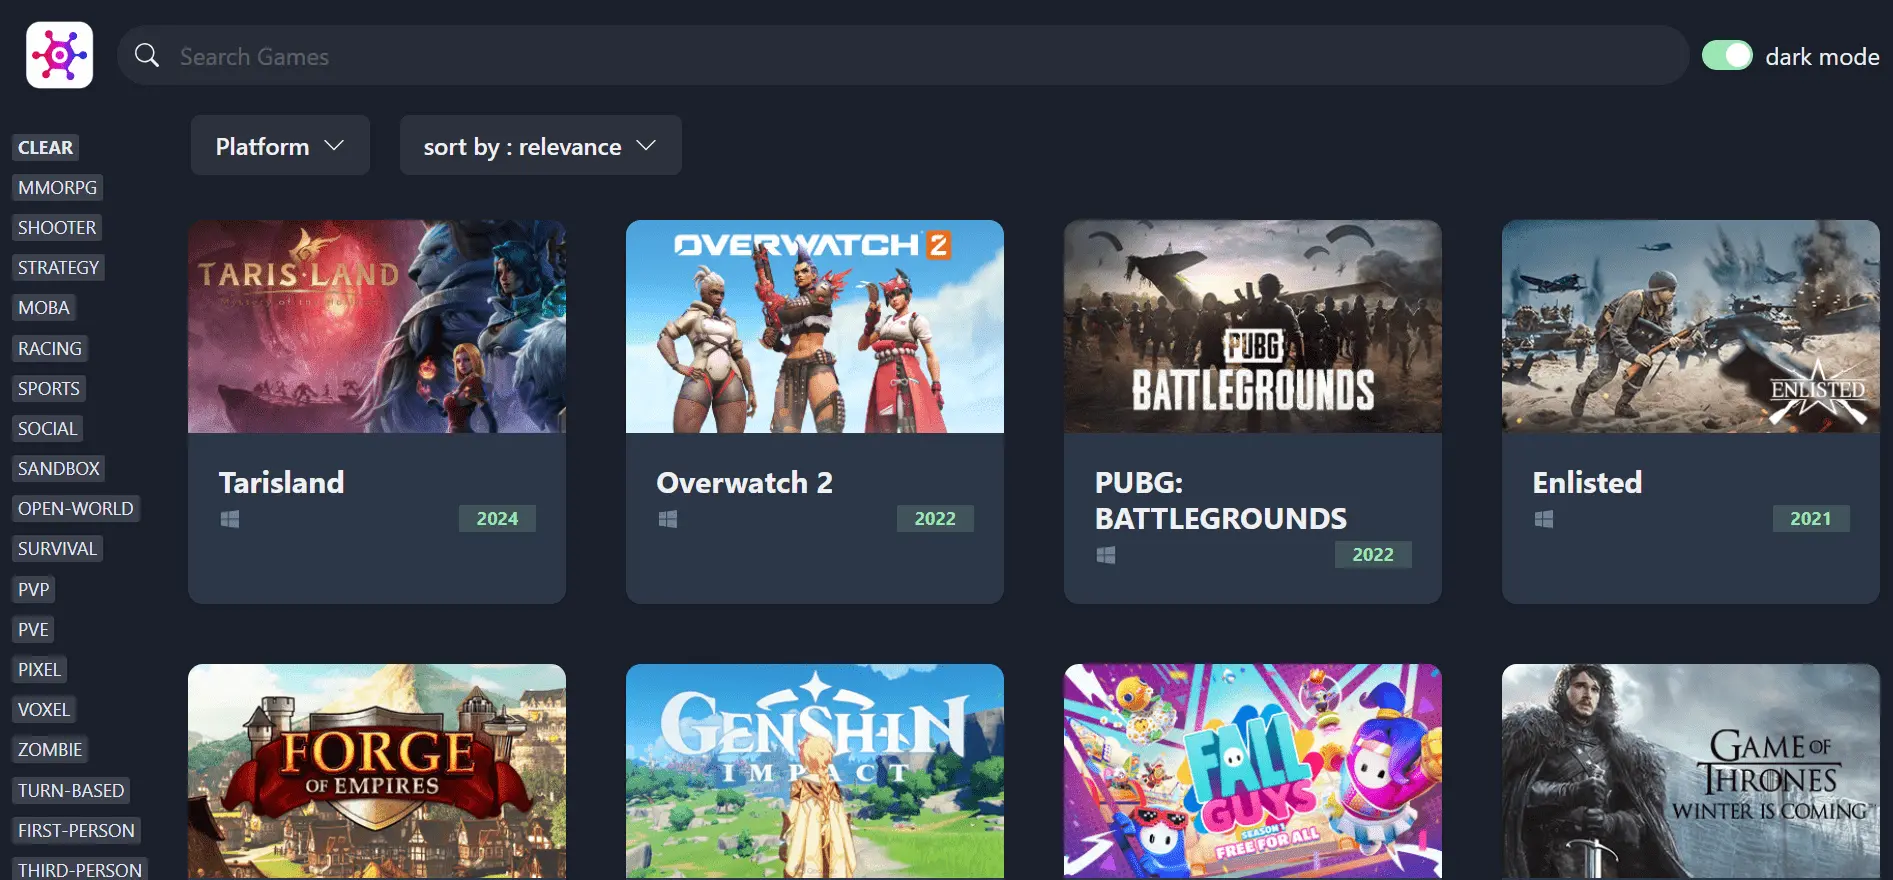 Search Games
dark mode
Platform
sort by : relevance
CLEAR
MMORPG
SHOOTER
STRATEGY
MOBA
RACING
SPORTS
SOCIAL
SANDBOX
OPEN-WORLD
SURVIVAL
PVP
PVE
PIXEL
VOXEL
ZOMBIE
TURN-BASED
FIRST-PERSON
THIRD-PERSON
TARISLAND
Mystery of
Tarisland
2024
OVERWATCH 2
Overwatch 2
2022
PUBG
BATTLEGROUNDS
PUBG:
BATTLEGROUNDS
2022
ENLISTED
Enlisted
2021
FORGE
OF EMPIRES
GENSHIN
IMPACT
FALL
GUYS
SEASON 1
FREE FOR ALL
GAME OF
THRONES
WINTER IS COMING